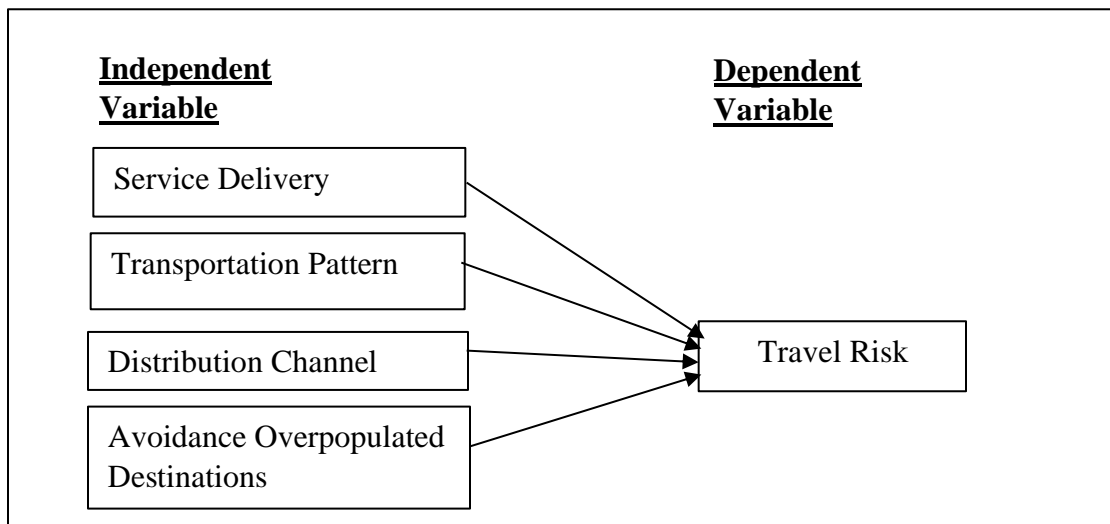 Independent
Variable
Dependent
Variable
Service Delivery
Transportation Pattern
Distribution Channel
Travel Risk
Avoidance Overpopulated
Destinations